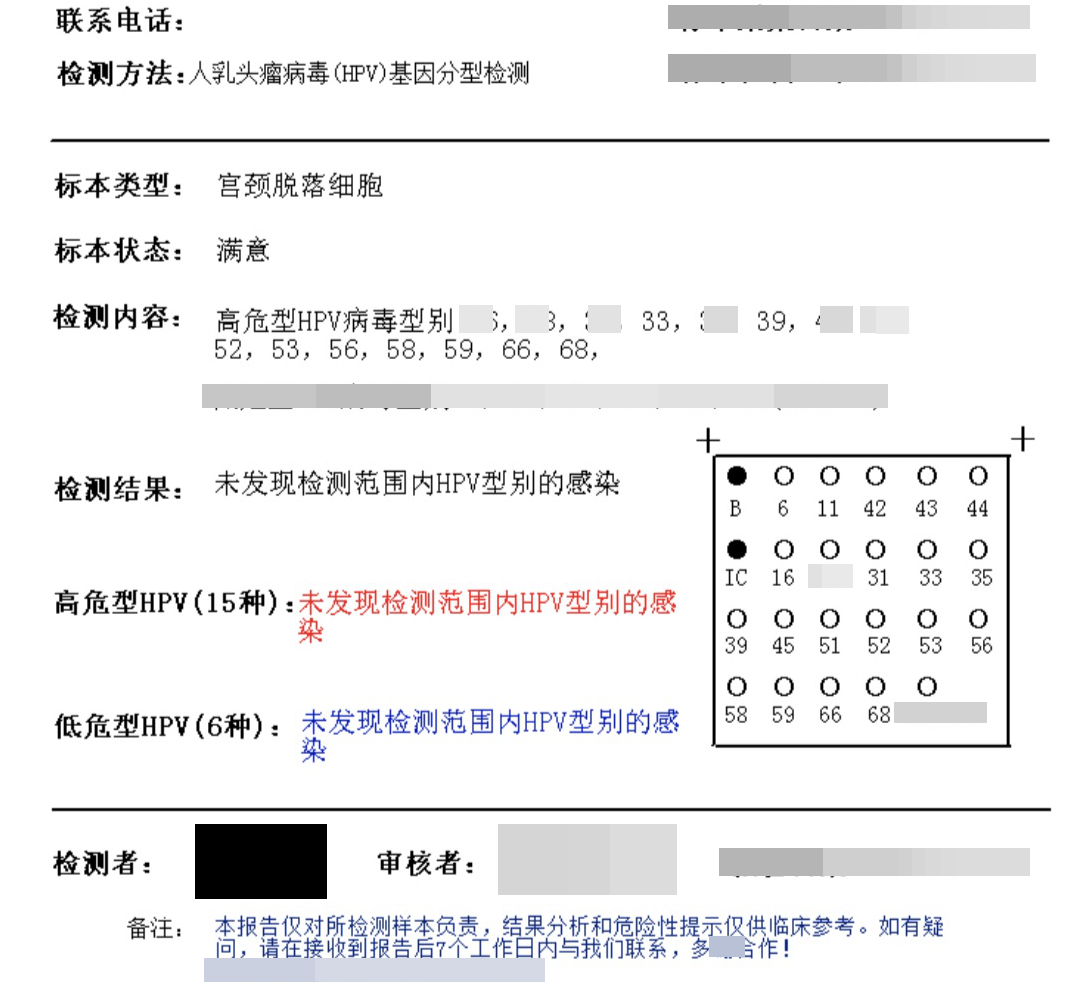 联系电话:
检测方法:人乳头瘤病毒(HPV)基因分型检测
标本类型: 宫颈脱落细胞
标本状态: 满意
检测内容: 高危型HPV病毒型别 33, 39,
52, 53, 56, 58, 59, 66, 68,
检测结果: 未发现检测范围内HPV型别的感染
B 6 11 42 43 44
IC 16 31 33 35
39 45 51 52 53 56
58 59 66 68
高危型HPV(15种):未发现检测范围内HPV型别的感
染
低危型HPV(6种): 未发现检测范围内HPV型别的感
染
检测者: 审核者:
备注: 本报告仅对所检测样本负责，结果分析和危险性提示仅供临床参考。如有疑
问，请在接收到报告后7个工作日内与我们联系，多 合作!